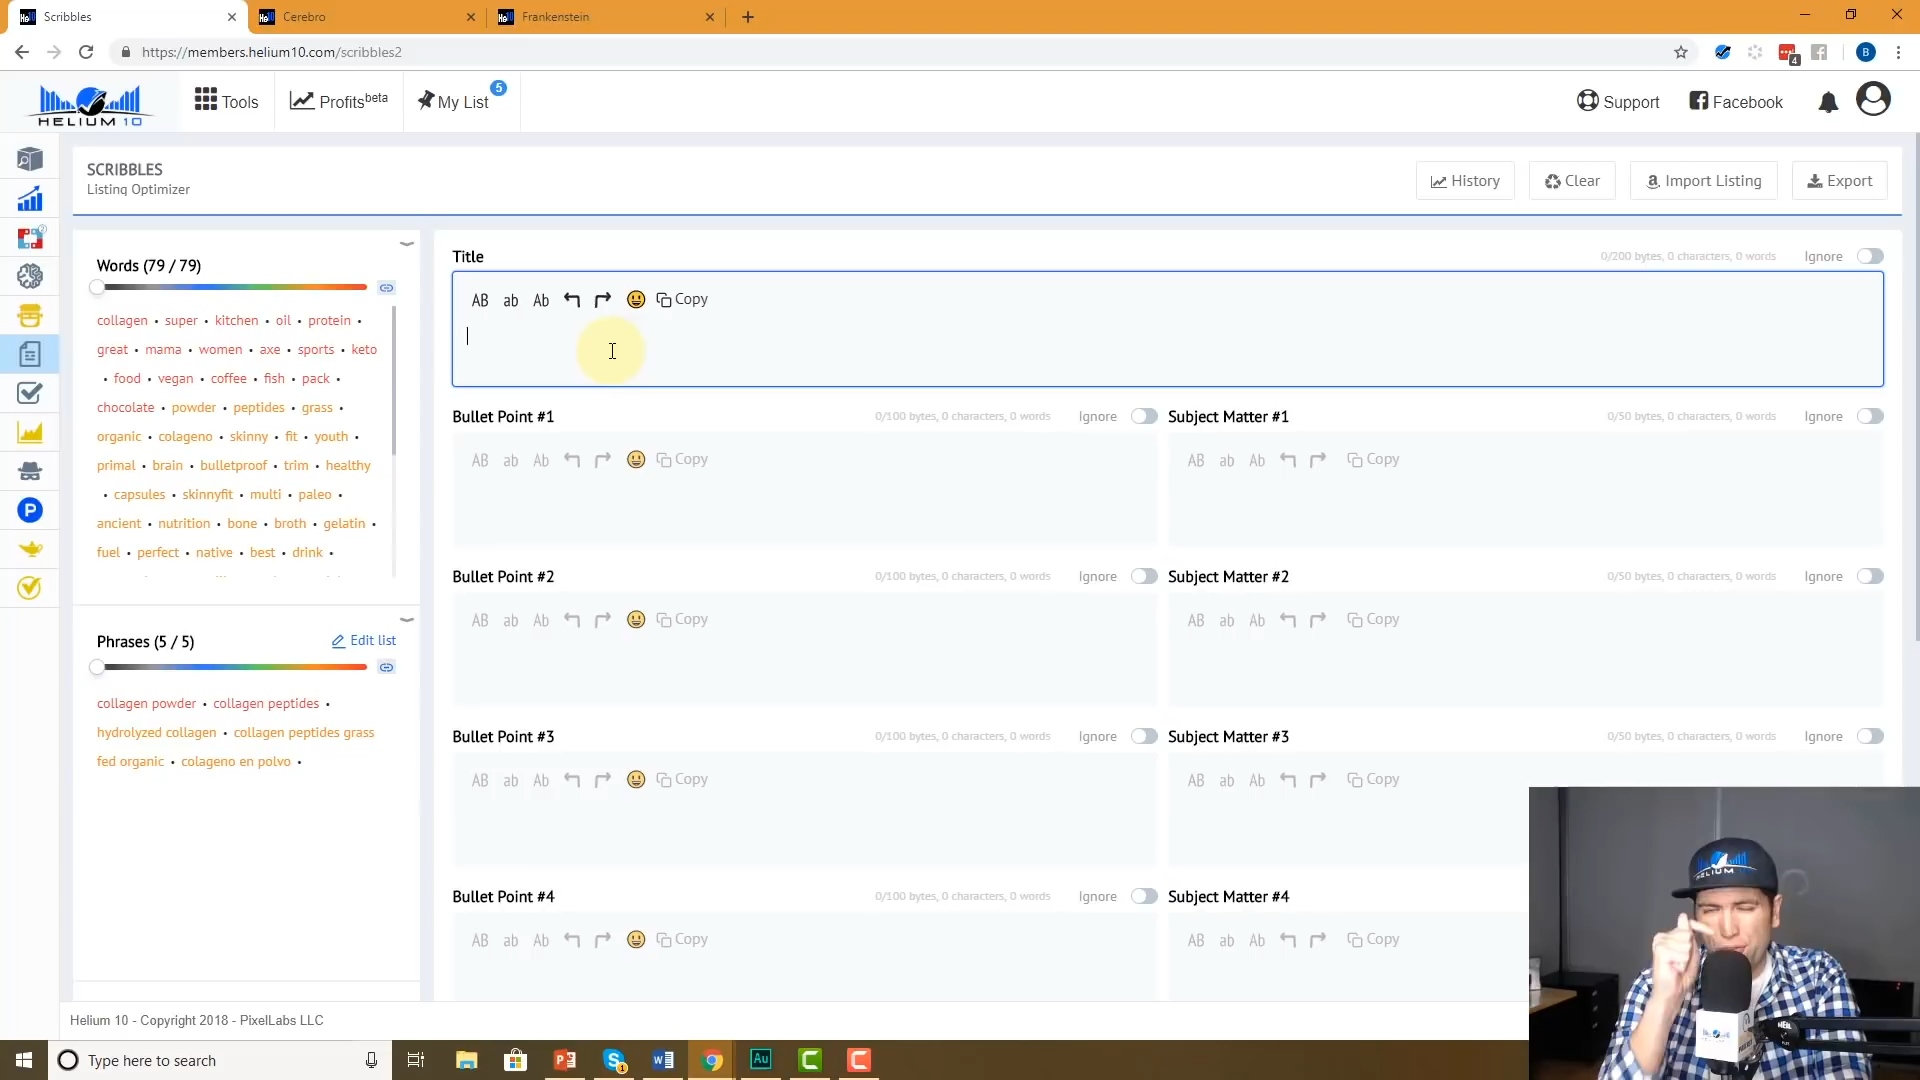 Scribbles
Cerebro
Frankenstein
https://members.helium10.com/scribbles2
4
B
HELIUM 10
Tools
Profits beta
My List 5
Support
Facebook
SCRIBBLES
Listing Optimizer
History
Clear
Import Listing
Export
Words (79 / 79)
collagen • super • kitchen • oil • protein •
great • mama • women • axe • sports • keto
• food • vegan • coffee • fish • pack •
chocolate • powder • peptides • grass •
organic • colageno • skinny • fit • youth •
primal • brain • bulletproof • trim • healthy
• capsules • skinnyfit • multi • paleo •
ancient • nutrition • bone • broth • gelatin •
fuel • perfect • native • best • drink •
Phrases (5 / 5)
Edit list
collagen powder • collagen peptides •
hydrolyzed collagen • collagen peptides grass
fed organic • colageno en polvo •
Title
0/200 bytes, 0 characters, 0 words
Ignore
AB ab Ab Copy
Bullet Point #1
0/100 bytes, 0 characters, 0 words
Ignore
AB ab Ab Copy
Subject Matter #1
0/50 bytes, 0 characters, 0 words
Ignore
AB ab Ab Copy
Bullet Point #2
0/100 bytes, 0 characters, 0 words
Ignore
AB ab Ab Copy
Subject Matter #2
0/50 bytes, 0 characters, 0 words
Ignore
AB ab Ab Copy
Bullet Point #3
0/100 bytes, 0 characters, 0 words
Ignore
AB ab Ab Copy
Subject Matter #3
0/50 bytes, 0 characters, 0 words
Ignore
AB ab Ab Copy
Bullet Point #4
0/100 bytes, 0 characters, 0 words
Ignore
AB ab Ab Copy
Subject Matter #4
AB ab Ab Copy
HELIUM 10
Helium 10 - Copyright 2018 - PixelLabs LLC
Type here to search
Au